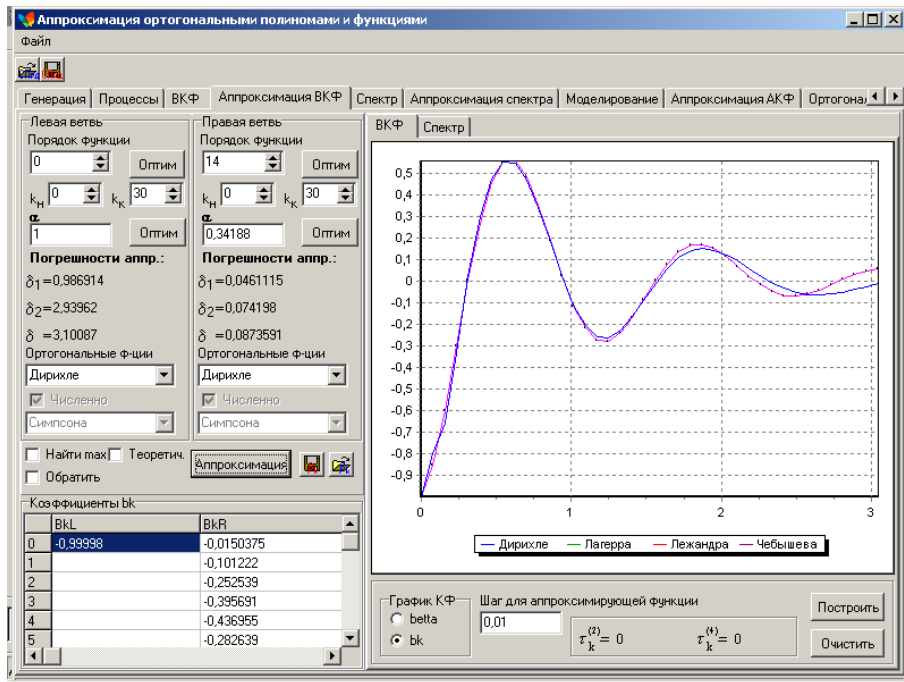 Аппроксимация ортогональными полиномами и функциями
Файл
Генерация Процессы ВКФ Аппроксимация ВКФ Спектр Аппроксимация спектра Моделирование Аппроксимация АКФ
Левая ветвь
Порядок функции
0 Оптим
kН 0 kК 30
α
1 Оптим
Погрешности аппр.:
δ1=0,986914
δ2=2,93962
δ =3,10087
Ортогональные ф-ции
Дирихле
Численно
Симпсона
Правая ветвь
Порядок функции
14 Оптим
kН 0 kК 30
α
0,34188 Оптим
Погрешности аппр.:
δ1=0,0461115
δ2=0,074198
δ =0,0873591
Ортогональные ф-ции
Дирихле
Численно
Симпсона
Найти max Теоретич.
Обратить
Аппроксимация
Коэффициенты bk
BkL BkR
0 -0,99998 -0,0150375
1 -0,101222
2 -0,252539
3 -0,395691
4 -0,436955
5 -0,282639
ВКФ Спектр
0,5
0,4
0,3
0,2
0,1
0
-0,1
-0,2
-0,3
-0,4
-0,5
-0,6
-0,7
-0,8
-0,9
0 1 2 3
Дирихле Лагерра Лежандра Чебышева
График КФ
betta
bk
Шаг для аппроксимирующей функции
0,01
τk(2)= 0 τk(4)= 0
Построить
Очистить